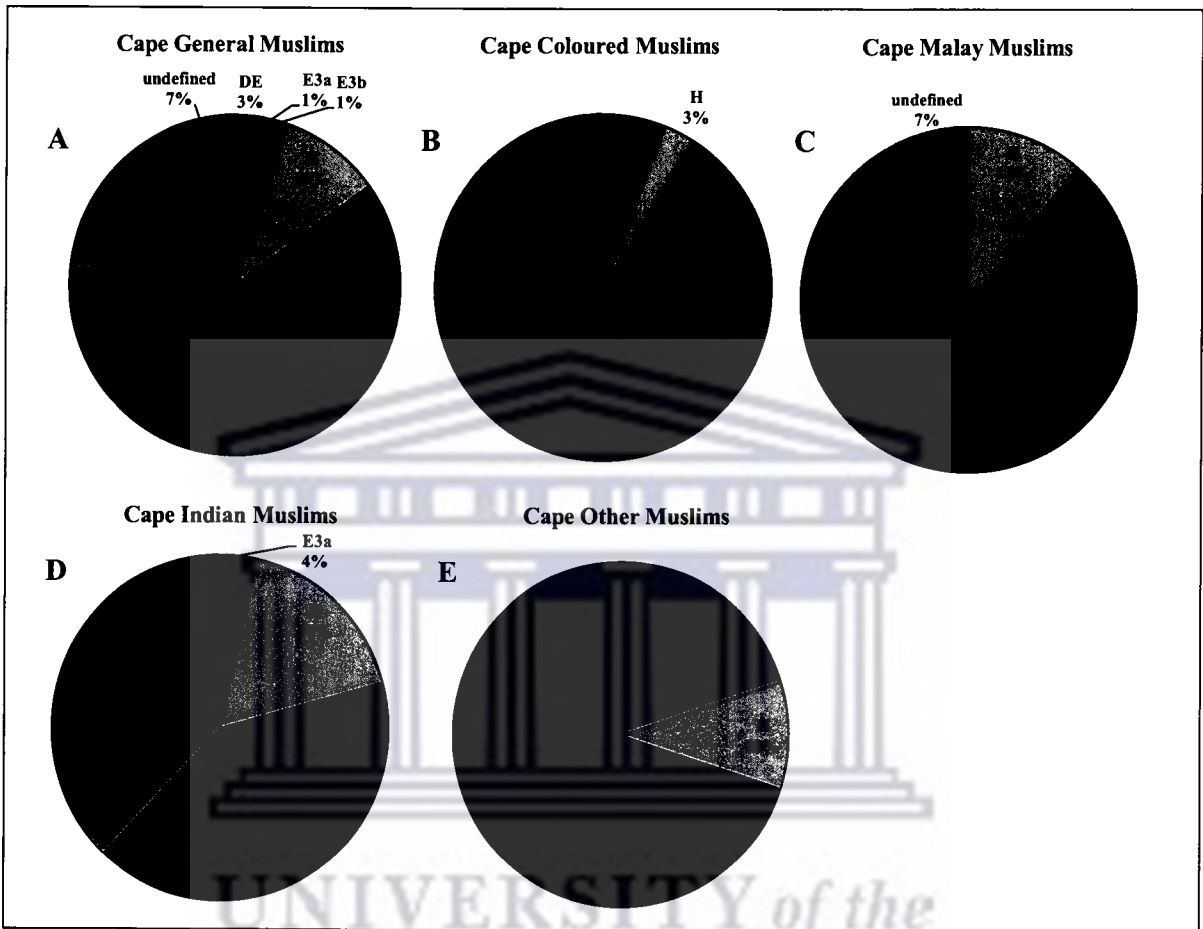 Cape General Muslims
undefined
7%
DE
3%
E3a
1%
E3b
1%
A
Cape Coloured Muslims
H
3%
B
Cape Malay Muslims
undefined
7%
C
Cape Indian Muslims
E3a
4%
D
Cape Other Muslims
E
UNIVERSITY of the